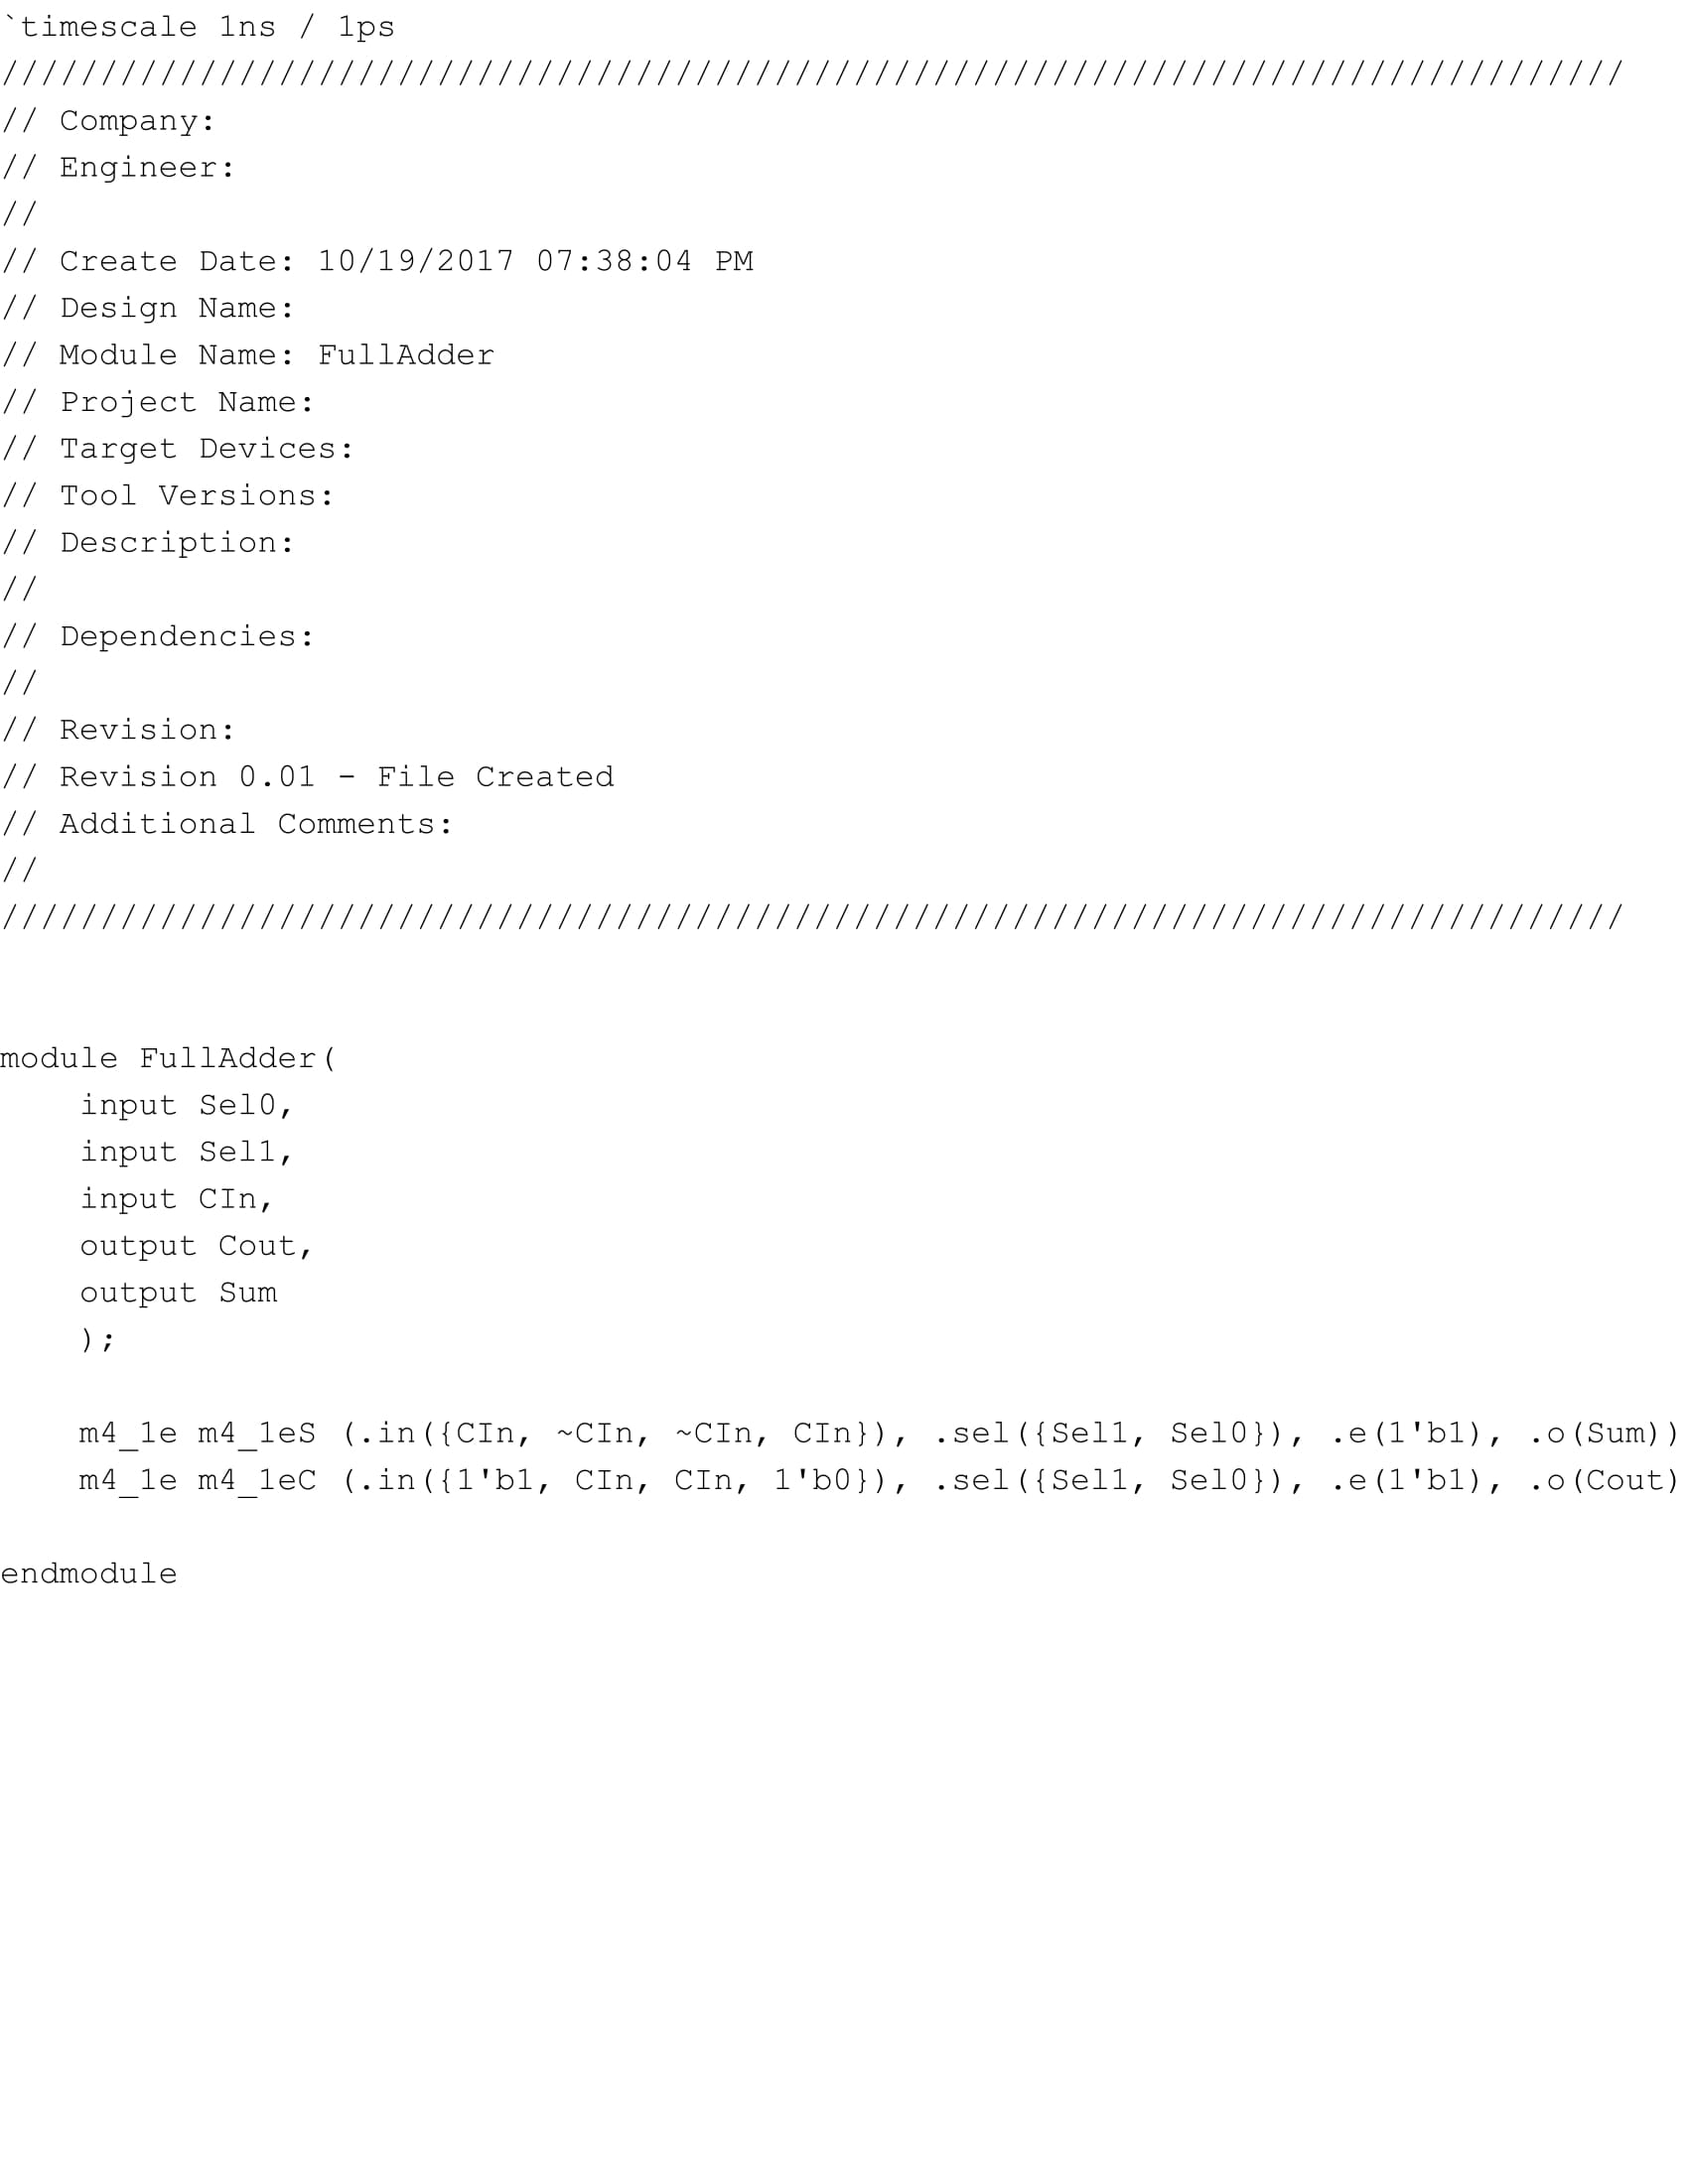 `timescale 1ns / 1ps
//////////////////////////////////////////////////////////////////////////////////
// Company:
// Engineer:
//
// Create Date: 10/19/2017 07:38:04 PM
// Design Name:
// Module Name: FullAdder
// Project Name:
// Target Devices:
// Tool Versions:
// Description:
//
// Dependencies:
//
// Revision:
// Revision 0.01 - File Created
// Additional Comments:
//
//////////////////////////////////////////////////////////////////////////////////
module FullAdder(
    input Sel0,
    input Sel1,
    input CIn,
    output Cout,
    output Sum
    );
    m4_1e m4_1eS (.in({CIn, ~CIn, ~CIn, CIn}), .sel({Sel1, Sel0}), .e(1'b1), .o(Sum))
    m4_1e m4_1eC (.in({1'b1, CIn, CIn, 1'b0}), .sel({Sel1, Sel0}), .e(1'b1), .o(Cout)
endmodule